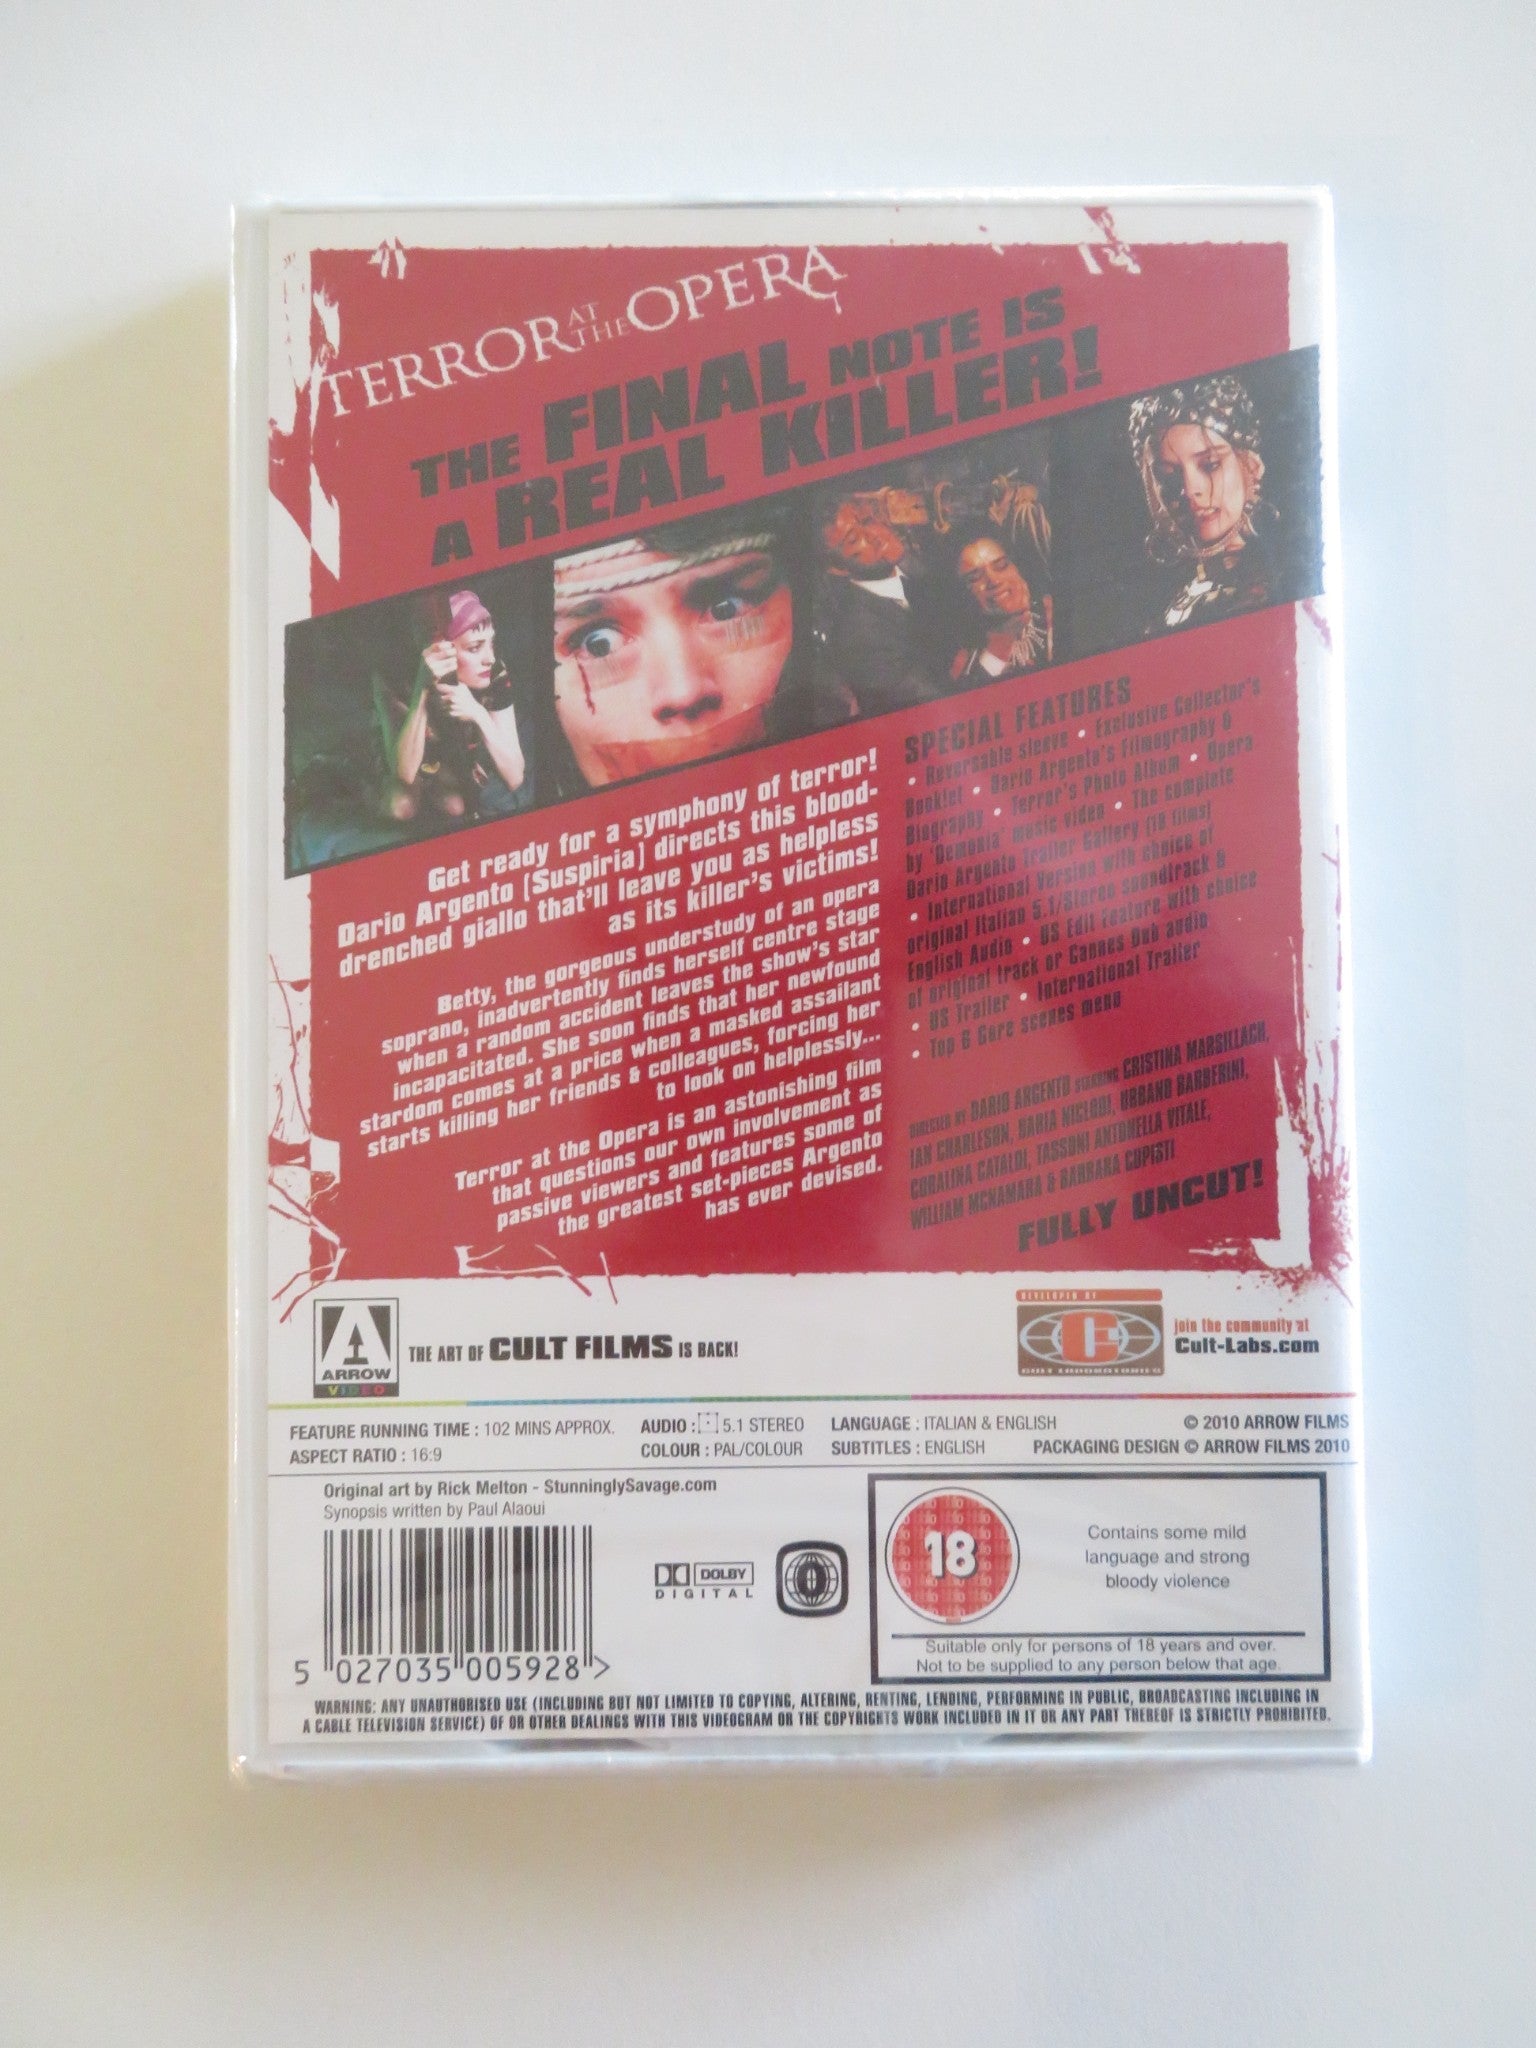 TERROR AT THE OPERA
THE FINAL NOTE IS
A REAL KILLER!
Get ready for a symphony of terror!
Dario Argento (Suspiria) directs this blood-
drenched giallo that'll leave you as helpless
as its killer's victims!
Betty, the gorgeous understudy of an opera
soprano, inadvertently finds herself centre stage
when a random accident leaves the show's star
incapacitated. She soon finds that her newfound
stardom comes at a price when a masked assailant
starts killing her friends & colleagues, forcing her
to look on helplessly...
Terror at the Opera is an astonishing film
that questions our own involvement as
passive viewers and features some of
the greatest set-pieces Argento
has ever devised.
SPECIAL FEATURES
• Reversable sleeve • Exclusive Collector's
Booklet • Dario Argento's Filmography &
Biography • Terror's Photo Album • Opera
by 'Demonia' music video • The complete
Dario Argento Trailer Gallery (18 films)
• International Version with choice of
original Italian 5.1/Stereo soundtrack &
English Audio • US Edit Feature with choice
of original track or Cannes Dub audio
• US Trailer • International Trailer
• Top 6 Gore scenes menu
DIRECTED BY DARIO ARGENTO STARRING CRISTINA MARSILLACH,
IAN CHARLESON, DARIA NICLODI, URBANO BARBERINI,
CORALINA CATALDI, TASSONI ANTONELLA VITALE,
WILLIAM MCNAMARA & BARBARA CUPISTI
FULLY UNCUT!
ARROW
VIDEO
THE ART OF CULT FILMS IS BACK!
DEVELOPED BY
CULT LABORATORIES
join the community at
Cult-Labs.com
FEATURE RUNNING TIME : 102 MINS APPROX. AUDIO : 5.1 STEREO LANGUAGE : ITALIAN & ENGLISH © 2010 ARROW FILMS
ASPECT RATIO : 16:9 COLOUR : PAL/COLOUR SUBTITLES : ENGLISH PACKAGING DESIGN © ARROW FILMS 2010
Original art by Rick Melton - StunninglySavage.com
Synopsis written by Paul Alaoui
5 027035 005928 >
DOLBY
DIGITAL
0
18
Contains some mild
language and strong
bloody violence
Suitable only for persons of 18 years and over.
Not to be supplied to any person below that age.
WARNING: ANY UNAUTHORISED USE (INCLUDING BUT NOT LIMITED TO COPYING, ALTERING, RENTING, LENDING, PERFORMING IN PUBLIC, BROADCASTING INCLUDING IN
A CABLE TELEVISION SERVICE) OF OR OTHER DEALINGS WITH THIS VIDEOGRAM OR THE COPYRIGHTS WORK INCLUDED IN IT OR ANY PART THEREOF IS STRICTLY PROHIBITED.